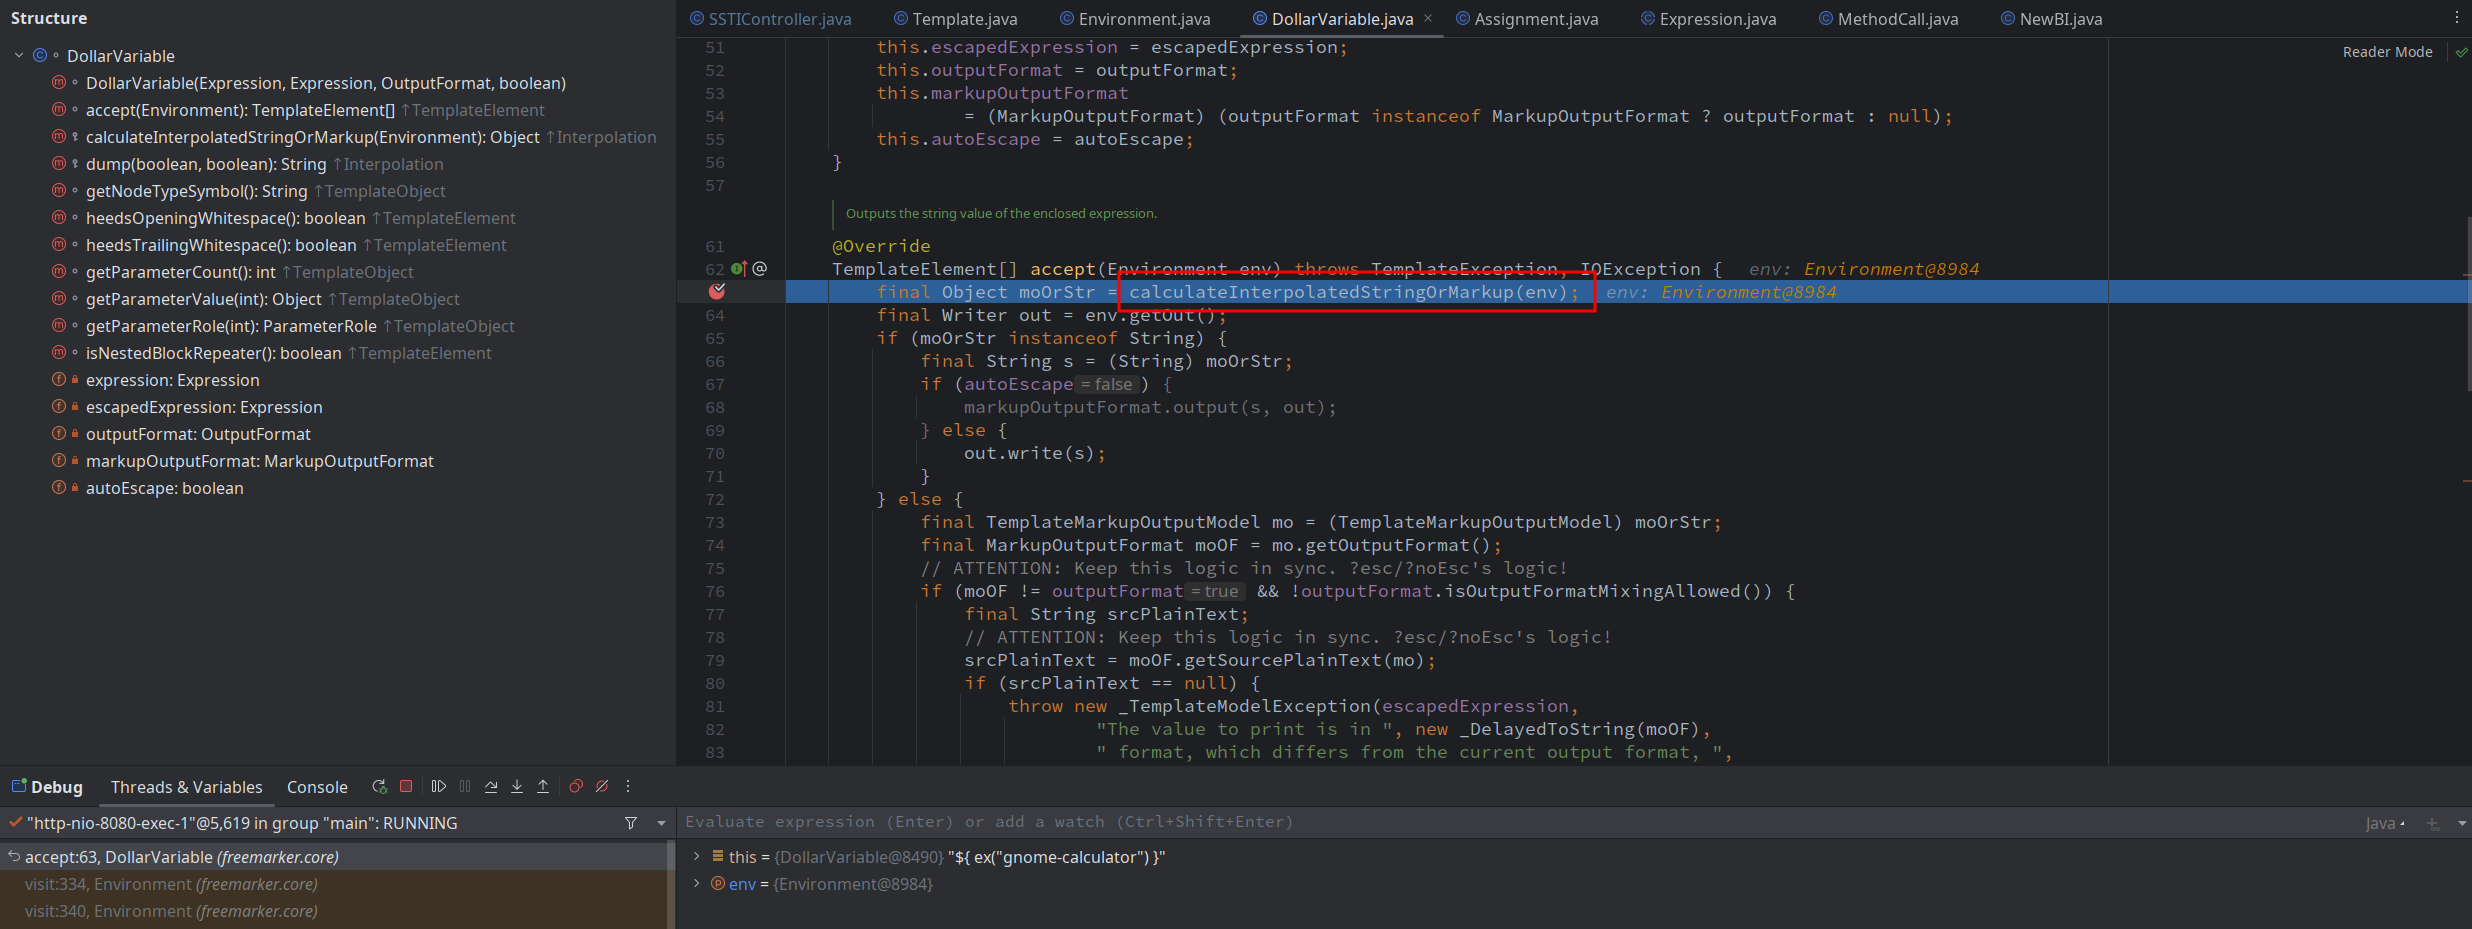 Structure
DollarVariable
DollarVariable(Expression, Expression, OutputFormat, boolean)
accept(Environment): TemplateElement[] ↑TemplateElement
calculateInterpolatedStringOrMarkup(Environment): Object ↑Interpolation
dump(boolean, boolean): String ↑Interpolation
getNodeTypeSymbol(): String ↑TemplateObject
heedsOpeningWhitespace(): boolean ↑TemplateElement
heedsTrailingWhitespace(): boolean ↑TemplateElement
getParameterCount(): int ↑TemplateObject
getParameterValue(int): Object ↑TemplateObject
getParameterRole(int): ParameterRole ↑TemplateObject
isNestedBlockRepeater(): boolean ↑TemplateElement
expression: Expression
escapedExpression: Expression
outputFormat: OutputFormat
markupOutputFormat: MarkupOutputFormat
autoEscape: boolean
SSTIController.java Template.java Environment.java DollarVariable.java × Assignment.java Expression.java MethodCall.java NewBI.java
Reader Mode
51 this.escapedExpression = escapedExpression;
52 this.outputFormat = outputFormat;
53 this.markupOutputFormat
54 = (MarkupOutputFormat) (outputFormat instanceof MarkupOutputFormat ? outputFormat : null);
55 this.autoEscape = autoEscape;
56 }
57
Outputs the string value of the enclosed expression.
61 @Override
62 TemplateElement[] accept(Environment env) throws TemplateException, IOException { env: Environment@8984
final Object moOrStr = calculateInterpolatedStringOrMarkup(env); env: Environment@8984
64 final Writer out = env.getOut();
65 if (moOrStr instanceof String) {
66 final String s = (String) moOrStr;
67 if (autoEscape = false ) {
68 markupOutputFormat.output(s, out);
69 } else {
70 out.write(s);
71 }
72 } else {
73 final TemplateMarkupOutputModel mo = (TemplateMarkupOutputModel) moOrStr;
74 final MarkupOutputFormat moOF = mo.getOutputFormat();
75 // ATTENTION: Keep this logic in sync. ?esc/?noEsc's logic!
76 if (moOF != outputFormat = true && !outputFormat.isOutputFormatMixingAllowed()) {
77 final String srcPlainText;
78 // ATTENTION: Keep this logic in sync. ?esc/?noEsc's logic!
79 srcPlainText = moOF.getSourcePlainText(mo);
80 if (srcPlainText == null) {
81 throw new _TemplateModelException(escapedExpression,
82 "The value to print is in ", new _DelayedToString(moOF),
83 " format, which differs from the current output format, ",
Debug Threads & Variables Console
"http-nio-8080-exec-1"@5,619 in group "main": RUNNING
accept:63, DollarVariable (freemarker.core)
visit:334, Environment (freemarker.core)
visit:340, Environment (freemarker.core)
Evaluate expression (Enter) or add a watch (Ctrl+Shift+Enter) Java
this = {DollarVariable@8490} "${ ex("gnome-calculator") }"
env = {Environment@8984}